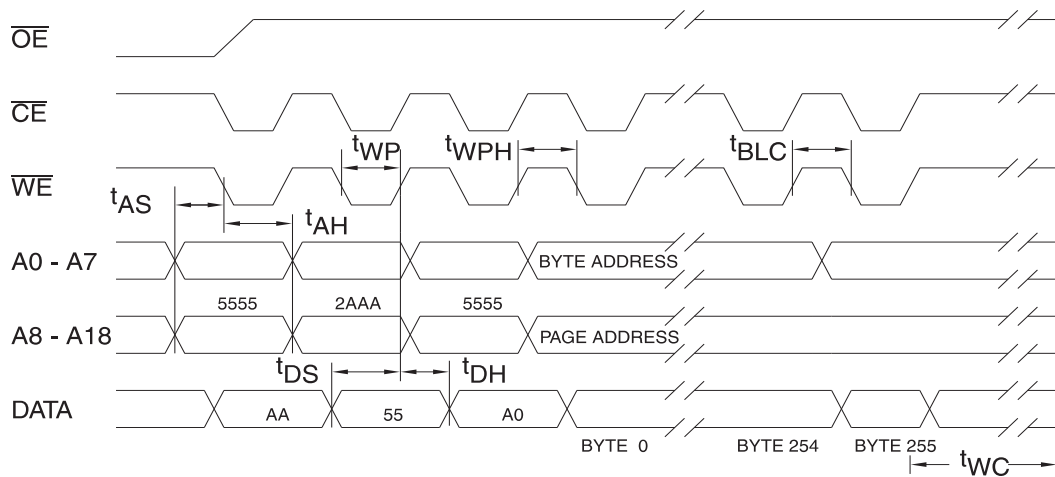 OE
CE
tWP tWPH tBLC
WE
tAS
tAH
A0 - A7 BYTE ADDRESS
5555 2AAA 5555
A8 - A18 PAGE ADDRESS
tDS tDH
DATA AA 55 A0
BYTE 0 BYTE 254 BYTE 255
tWC